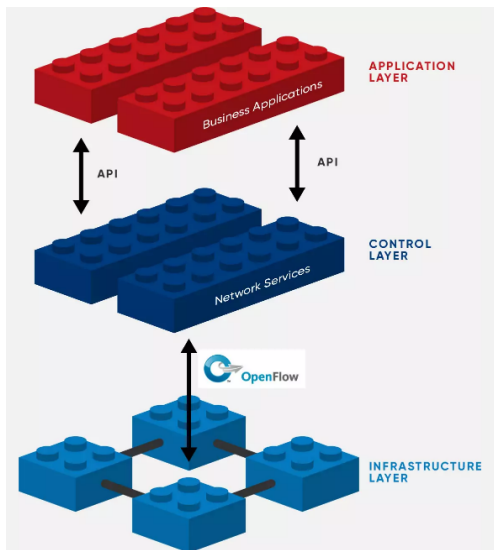 APPLICATION
LAYER
Business Applications
API
API
CONTROL
LAYER
Network Services
OpenFlow
INFRASTRUCTURE
LAYER